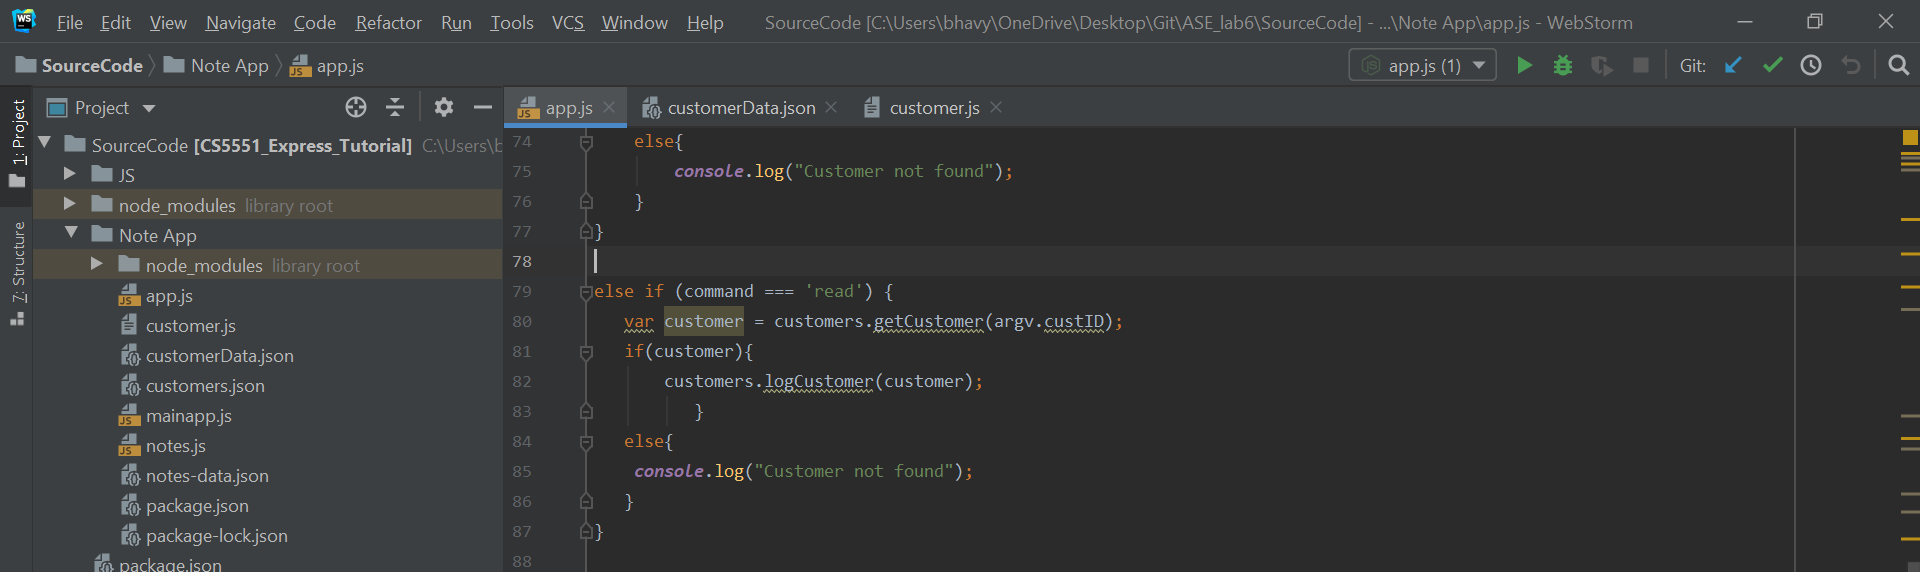 WS File Edit View Navigate Code Refactor Run Tools VCS Window Help SourceCode [C:\Users\bhavy\OneDrive\Desktop\Git\ASE_lab6\SourceCode] - ...\Note App\app.js - WebStorm
SourceCode Note App app.js app.js (1) Git:
1: Project
7: Structure
Project
SourceCode [CS5551_Express_Tutorial] C:\Users\b
JS
node_modules library root
Note App
node_modules library root
app.js
customer.js
customerData.json
customers.json
mainapp.js
notes.js
notes-data.json
package.json
package-lock.json
package.json
app.js customerData.json customer.js
74 else{
75 console.log("Customer not found");
76 }
77 }
78
79 else if (command === 'read') {
80 var customer = customers.getCustomer(argv.custID);
81 if(customer){
82 customers.logCustomer(customer);
83 }
84 else{
85 console.log("Customer not found");
86 }
87 }
88